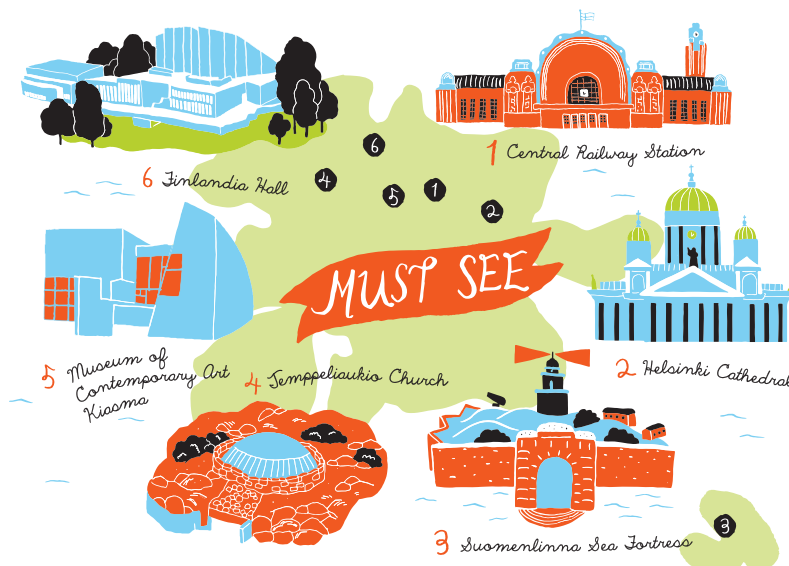 1 Central Railway Station
6
4
5
1
2
6 Finlandia Hall
MUST SEE
2 Helsinki Cathedral
5 Museum of
Contemporary Art
Kiasma
4 Temppeliaukio Church
3
3 Suomenlinna Sea Fortress